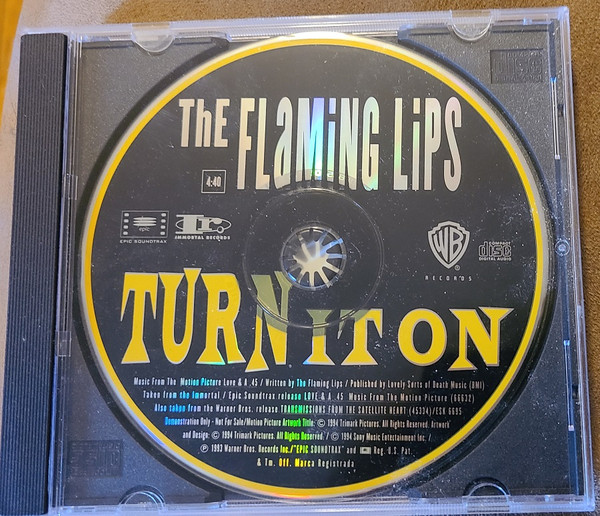 The FLaMiNG LiPS
4:40
epic
EPIC SOUNDTRAX
IMMORTAL RECORDS
WB
RECORDS
COMPACT
disc
DIGITAL AUDIO
TURN IT ON
Music From The Motion Picture Love & A .45 / Written by The Flaming Lips / Published by Lovely Sorts of Death Music (BMI)
Taken from the Immortal / Epic Soundtrax release LOVE & A .45 Music From The Motion Picture (66632)
Also taken from the Warner Bros. release TRANSMISSIONS FROM THE SATELLITE HEART (45334)/ESK 6695
Demonstration Only - Not For Sale/Motion Picture Artwork Title: © 1994 Trimark Pictures. Artwork
and Design: © 1994 Trimark Pictures. All Rights Reserved. / © 1994 Sony Music Entertainment Inc. /
℗ 1993 Warner Bros. Records Inc./"EPIC SOUNDTRAX" and Reg. U.S. Pat.
& Tm. Off. Marca Registrada